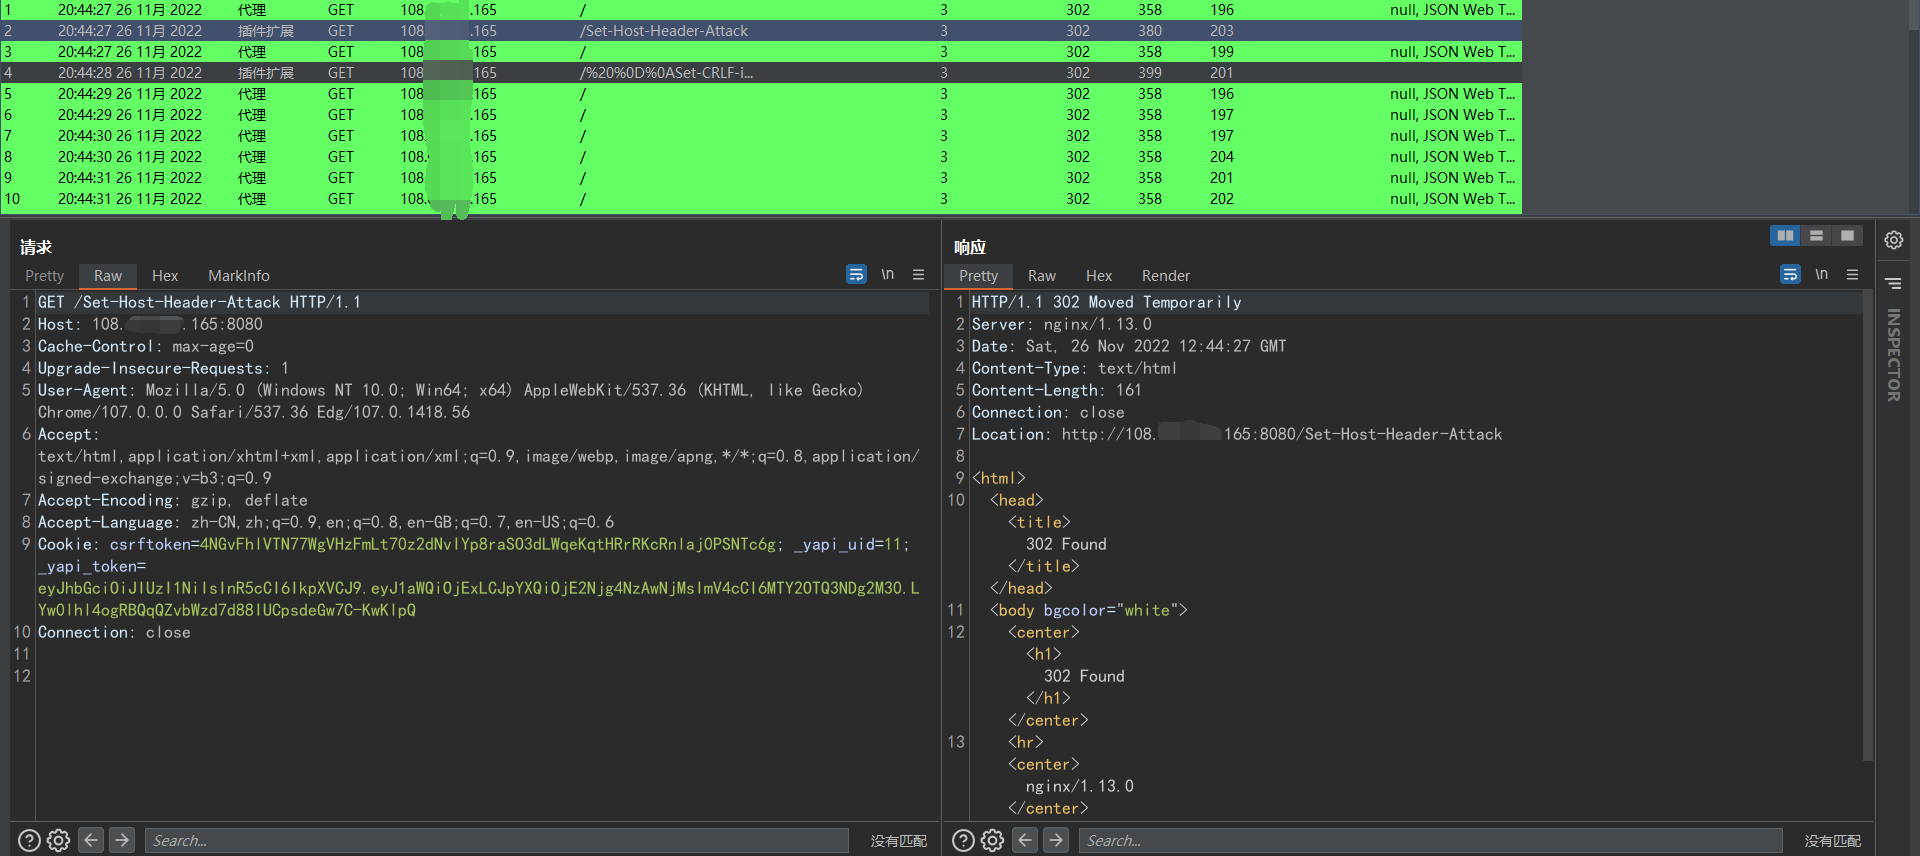 1 20:44:27 26 11月 2022 代理 GET 108 .165 / 3 302 358 196 null, JSON Web T...
2 20:44:27 26 11月 2022 插件扩展 GET 108 .165 /Set-Host-Header-Attack 3 302 380 203
3 20:44:27 26 11月 2022 代理 GET 108 .165 / 3 302 358 199 null, JSON Web T...
4 20:44:28 26 11月 2022 插件扩展 GET 108 .165 /%20%0D%0ASet-CRLF-i... 3 302 399 201
5 20:44:29 26 11月 2022 代理 GET 108 .165 / 3 302 358 196 null, JSON Web T...
6 20:44:29 26 11月 2022 代理 GET 108. .165 / 3 302 358 197 null, JSON Web T...
7 20:44:30 26 11月 2022 代理 GET 108. .165 / 3 302 358 197 null, JSON Web T...
8 20:44:30 26 11月 2022 代理 GET 108. .165 / 3 302 358 204 null, JSON Web T...
9 20:44:31 26 11月 2022 代理 GET 108. .165 / 3 302 358 201 null, JSON Web T...
10 20:44:31 26 11月 2022 代理 GET 108. .165 / 3 302 358 202 null, JSON Web T...
请求
Pretty Raw Hex MarkInfo \n
1 GET /Set-Host-Header-Attack HTTP/1.1
2 Host: 108. .165:8080
3 Cache-Control: max-age=0
4 Upgrade-Insecure-Requests: 1
5 User-Agent: Mozilla/5.0 (Windows NT 10.0; Win64; x64) AppleWebKit/537.36 (KHTML, like Gecko)
Chrome/107.0.0.0 Safari/537.36 Edg/107.0.1418.56
6 Accept:
text/html,application/xhtml+xml,application/xml;q=0.9,image/webp,image/apng,*/*;q=0.8,application/
signed-exchange;v=b3;q=0.9
7 Accept-Encoding: gzip, deflate
8 Accept-Language: zh-CN,zh;q=0.9,en;q=0.8,en-GB;q=0.7,en-US;q=0.6
9 Cookie: csrftoken=4NGvFhlVTN77WgVHzFmLt70z2dNvlYp8raSO3dLWqeKqtHRrRKcRnlajOPSNTc6g; _yapi_uid=11;
_yapi_token=
eyJhbGciOiJIUzI1NiIsInR5cCI6IkpXVCJ9.eyJ1aWQiOjExLCJpYXQiOjE2Njg4NzAwNjMsImV4cCI6MTY2OTQ3NDg2M30.L
YwOlhI4ogRBQqQZvbWzd7d88lUCpsdeGw7C-KwKlpQ
10 Connection: close
11
12
Search... 没有匹配
响应
Pretty Raw Hex Render \n
1 HTTP/1.1 302 Moved Temporarily
2 Server: nginx/1.13.0
3 Date: Sat, 26 Nov 2022 12:44:27 GMT
4 Content-Type: text/html
5 Content-Length: 161
6 Connection: close
7 Location: http://108. 165:8080/Set-Host-Header-Attack
8
9 <html>
10 <head>
<title>
302 Found
</title>
</head>
11 <body bgcolor="white">
12 <center>
<h1>
302 Found
</h1>
</center>
13 <hr>
<center>
nginx/1.13.0
</center>
Search... 没有匹配
INSPECTOR